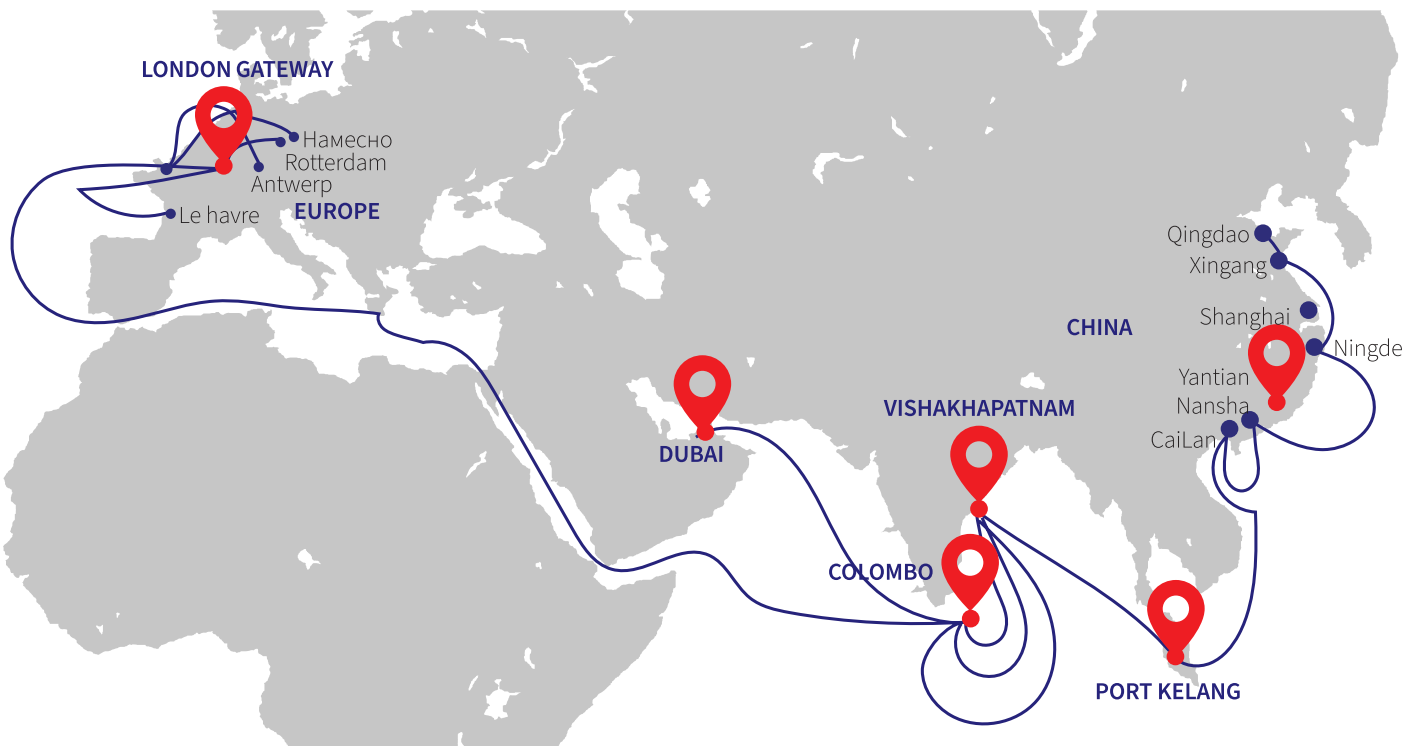 LONDON GATEWAY
Намесно
Rotterdam
Antwerp
Le havre
EUROPE
Qingdao
Xingang
Shanghai
CHINA
Ningde
Yantian
Nansha
CaiLan
VISHAKHAPATNAM
DUBAI
COLOMBO
PORT KELANG